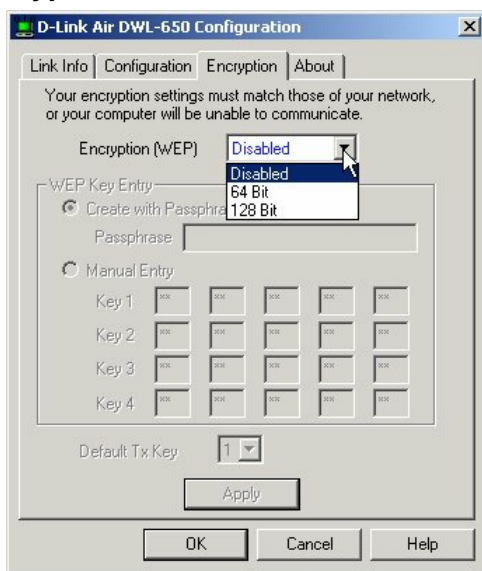 D-Link Air DWL-650 Configuration
Link Info Configuration Encryption About
Your encryption settings must match those of your network,
or your computer will be unable to communicate.
Encryption (WEP) Disabled
Disabled
64 Bit
128 Bit
WEP Key Entry
Create with
Passphrase
Manual Entry
Key 1 ** ** ** ** **
Key 2 ** ** ** ** **
Key 3 ** ** ** ** **
Key 4 ** ** ** ** **
Default Tx Key 1
Apply
OK Cancel Help